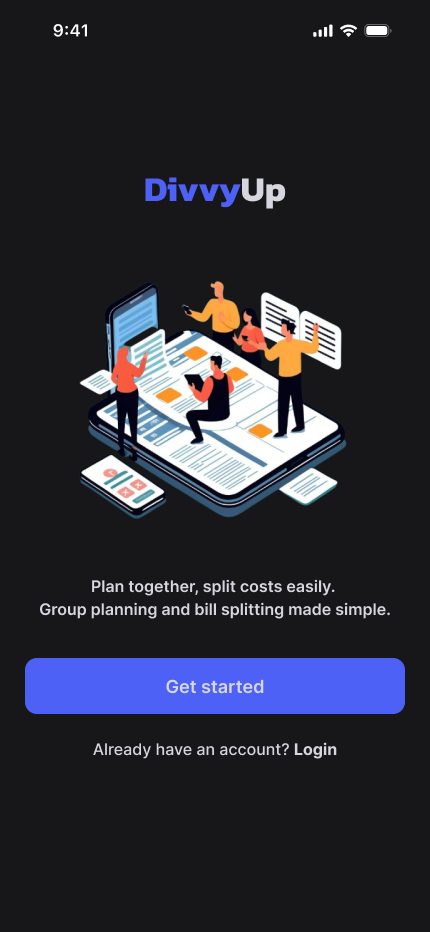 9:41
DivvyUp
Plan together, split costs easily.
Group planning and bill splitting made simple.
Get started
Already have an account? Login